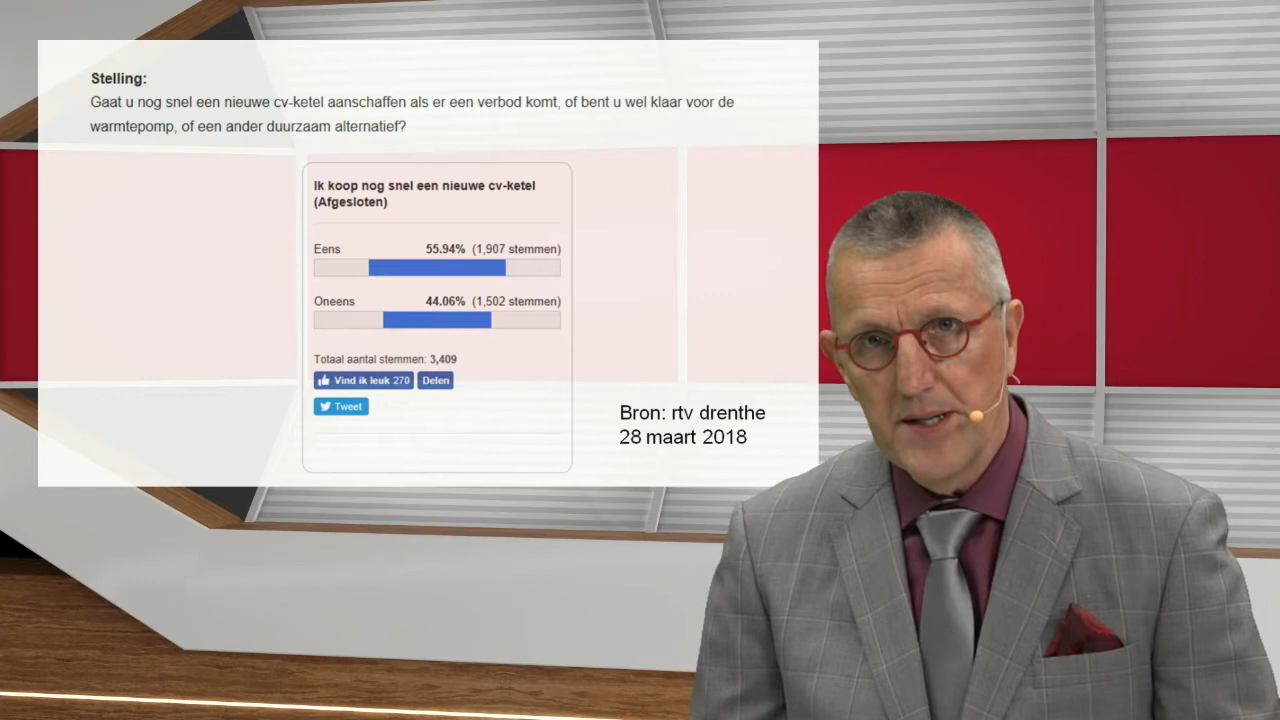 Stelling:
Gaat u nog snel een nieuwe cv-ketel aanschaffen als er een verbod komt, of bent u wel klaar voor de
warmtepomp, of een ander duurzaam alternatief?
Ik koop nog snel een nieuwe cv-ketel
(Afgesloten)
Eens 55.94% (1,907 stemmen)
Oneens 44.06% (1,502 stemmen)
Totaal aantal stemmen: 3,409
Vind ik leuk 270 Delen
Tweet
Bron: rtv drenthe
28 maart 2018